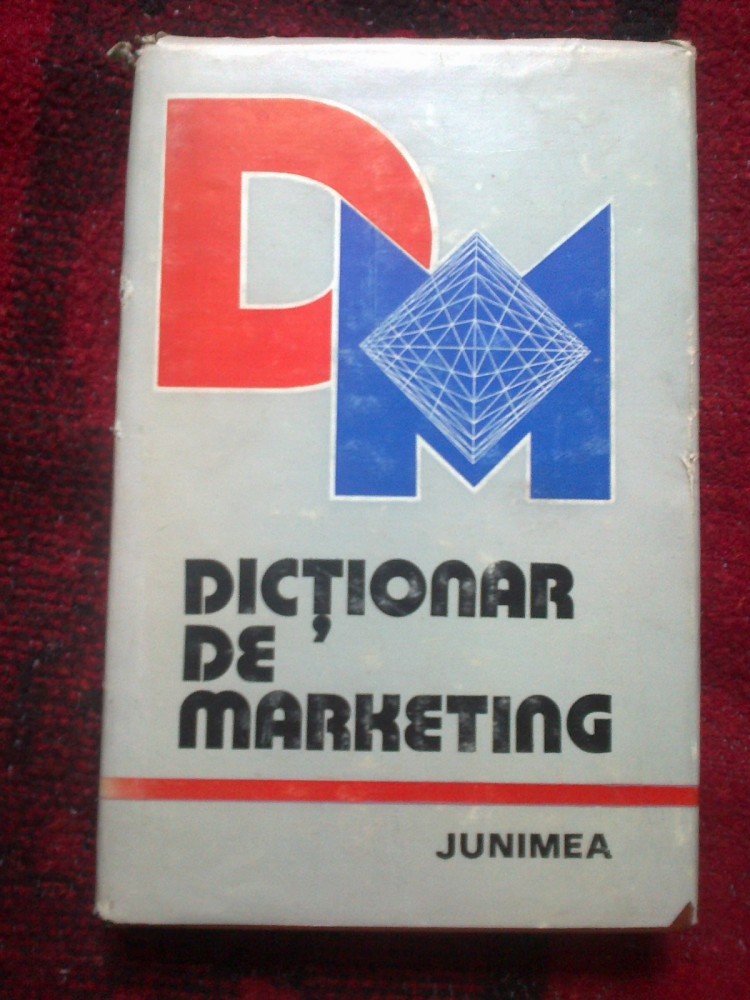 DM
DICȚIONAR
DE
MARKETING
JUNIMEA